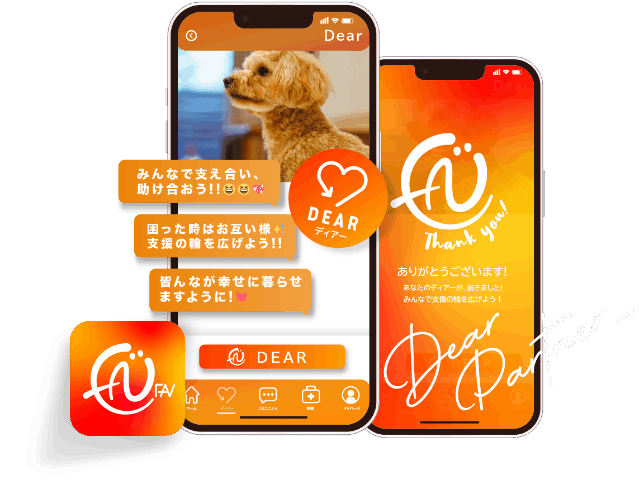 Dear
Dear
みんなで支え合い、
助け合おう!!😆😆💖
困った時はお互い様✨
支援の輪を広げよう!!
皆んなが幸せに暮らせ
ますように!💓
DEAR
ディアー
DEAR
FAV
ホーム
ディアー
コミュニティ
マイページ
Thank you!
ありがとうございます!
あなたのディアーが、届きました!
みんなで支援の輪を広げよう!
Dear
Partner